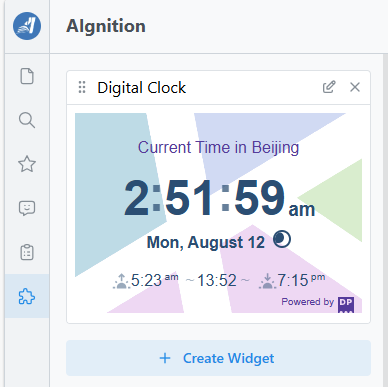 AIgnition
Digital Clock
Current Time in Beijing
2:51:59 am
Mon, August 12
5:23 am ~13:52 ~ 7:15 pm
Powered by DP
+ Create Widget